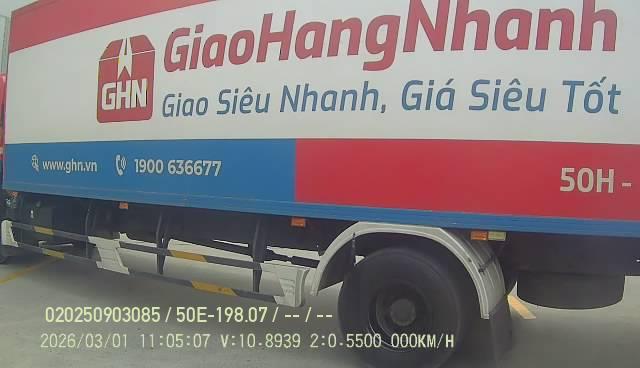 GiaoHangNhanh
GHN
Giao Siêu Nhanh, Giá Siêu Tốt
www.ghn.vn 1900 636677
50H -
020250903085 / 50E-198.07 / -- / --
2026/03/01 11:05:07 V:10.8939 2:0.5500 000KM/H